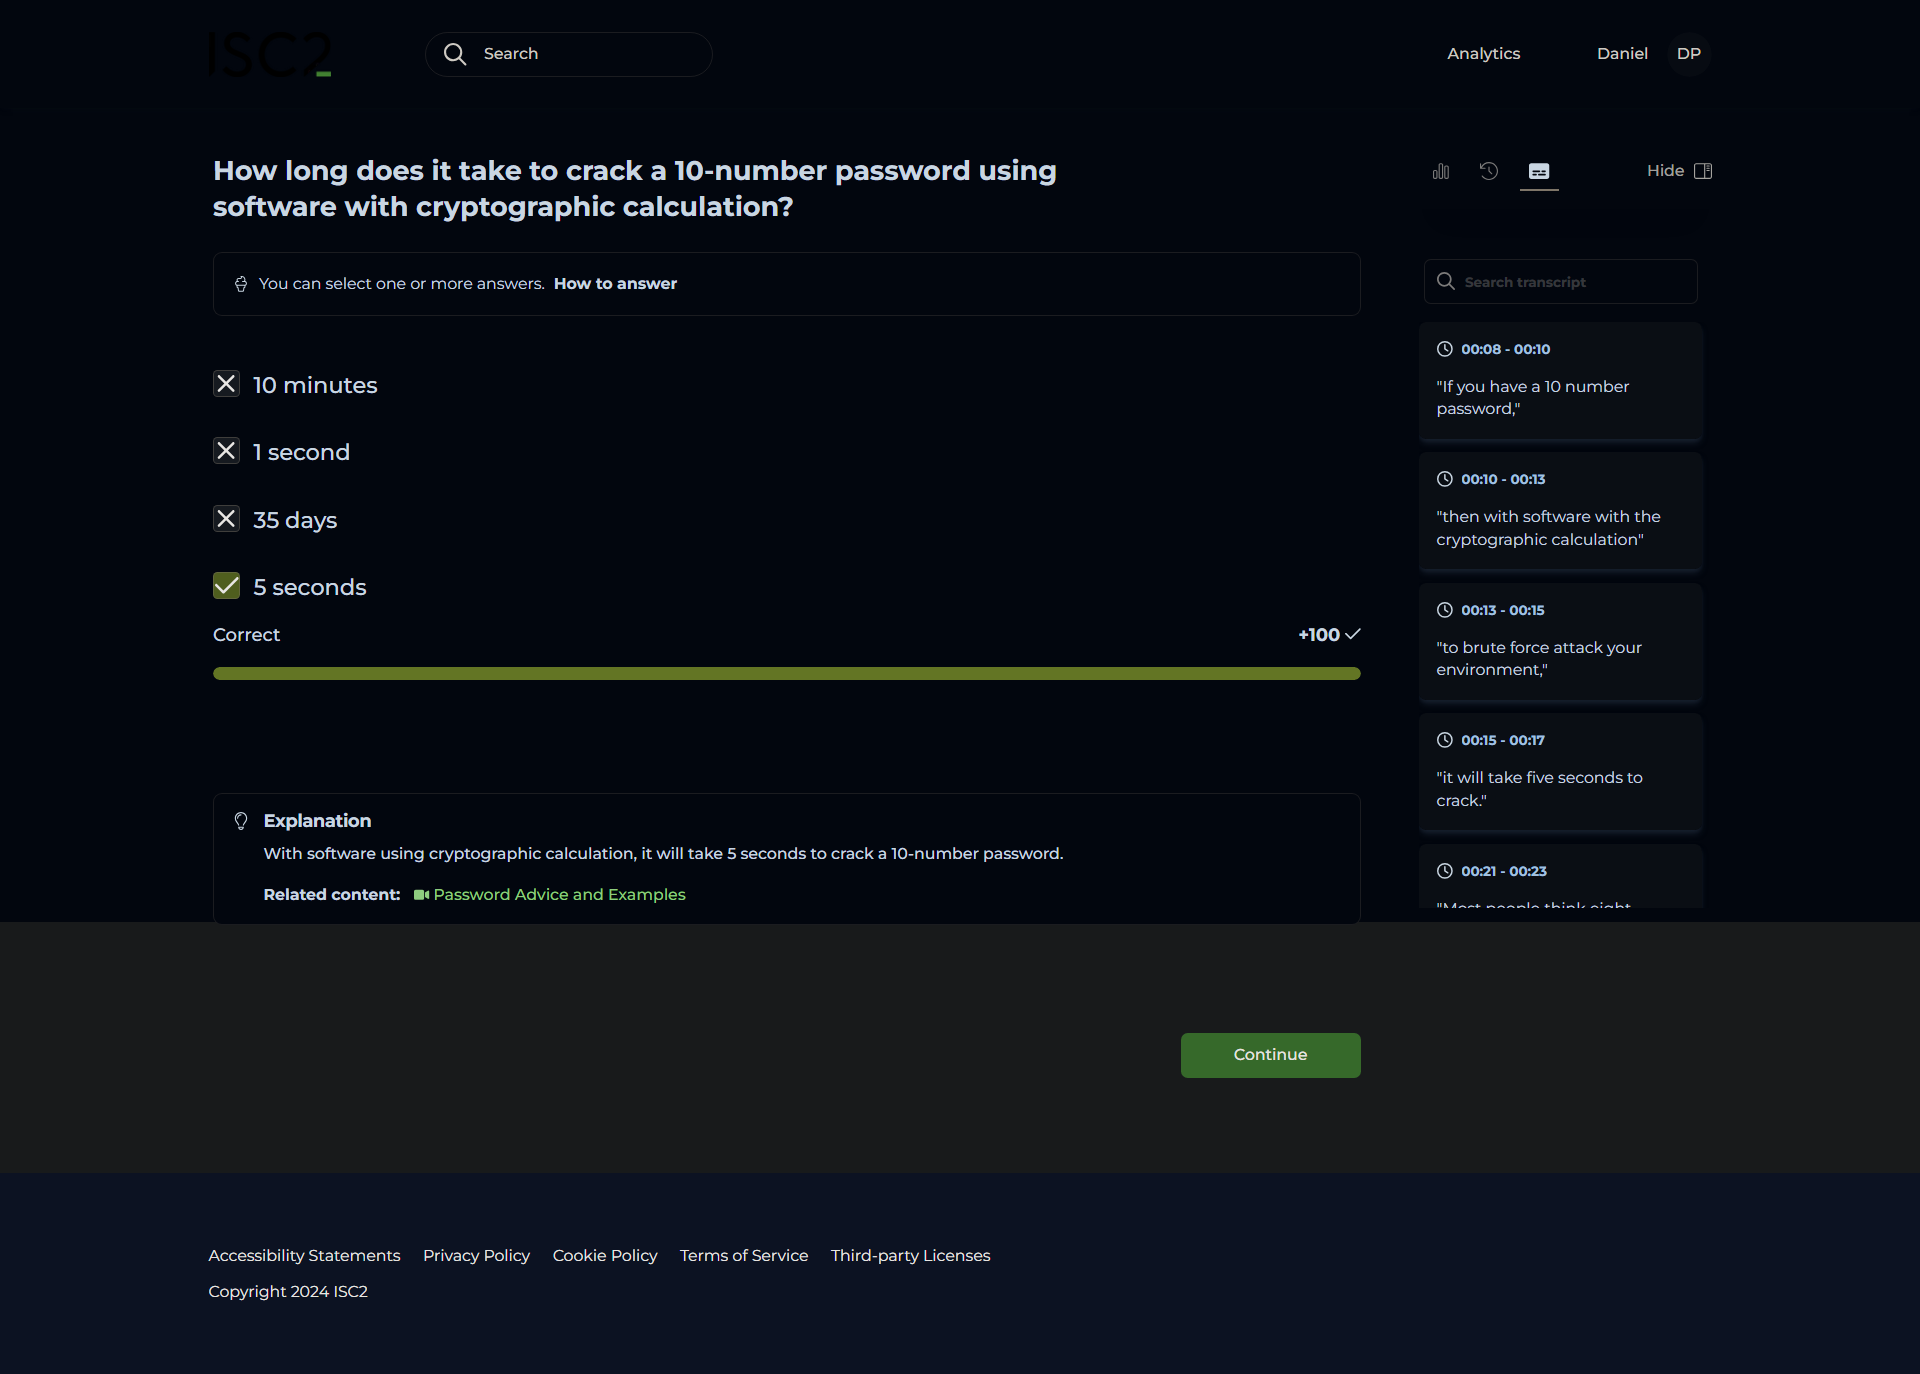 ISC2
Search
Analytics
Daniel
DP
How long does it take to crack a 10-number password using
software with cryptographic calculation?
Hide
You can select one or more answers. How to answer
Search transcript
10 minutes
1 second
35 days
5 seconds
Correct
+100
Explanation
With software using cryptographic calculation, it will take 5 seconds to crack a 10-number password.
Related content: Password Advice and Examples
00:08 - 00:10
"If you have a 10 number
password,"
00:10 - 00:13
"then with software with the
cryptographic calculation"
00:13 - 00:15
"to brute force attack your
environment,"
00:15 - 00:17
"it will take five seconds to
crack."
00:21 - 00:23
"Most people think eight
Continue
Accessibility Statements Privacy Policy Cookie Policy Terms of Service Third-party Licenses
Copyright 2024 ISC2